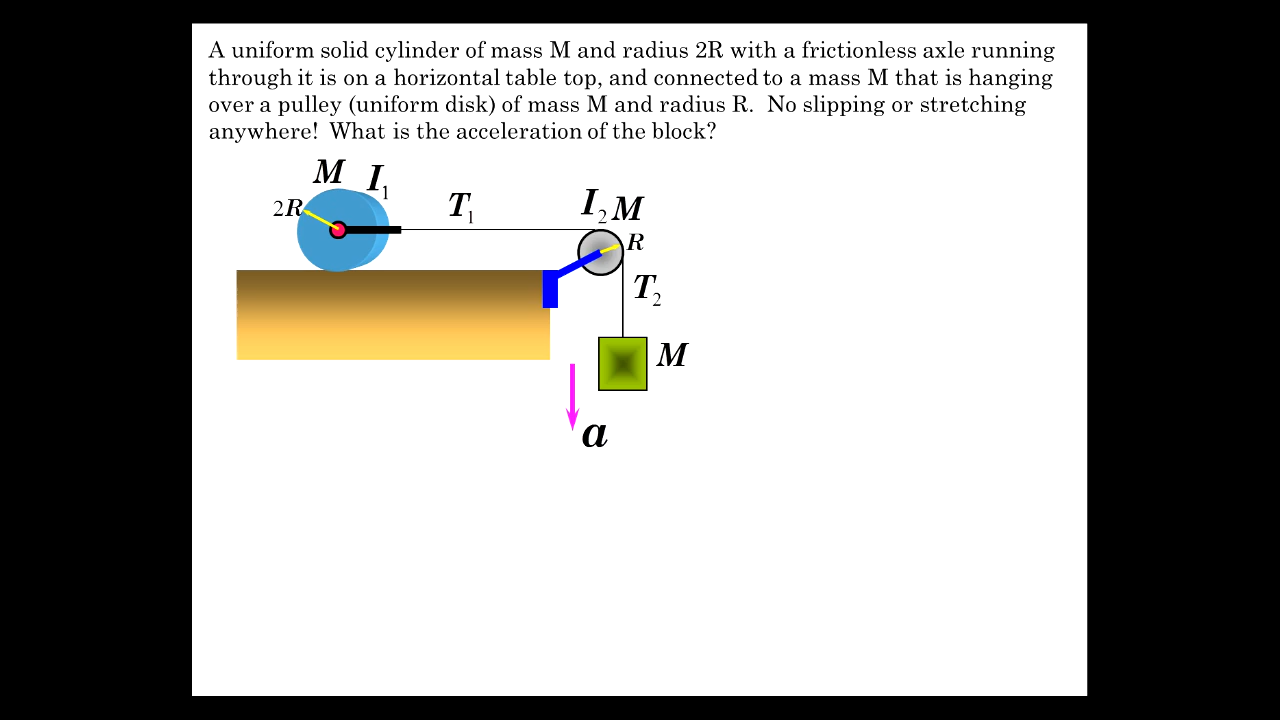 A uniform solid cylinder of mass M and radius 2R with a frictionless axle running
through it is on a horizontal table top, and connected to a mass M that is hanging
over a pulley (uniform disk) of mass M and radius R.  No slipping or stretching
anywhere!  What is the acceleration of the block?
M I1
2R T1 I2 M
R
T2
M
a